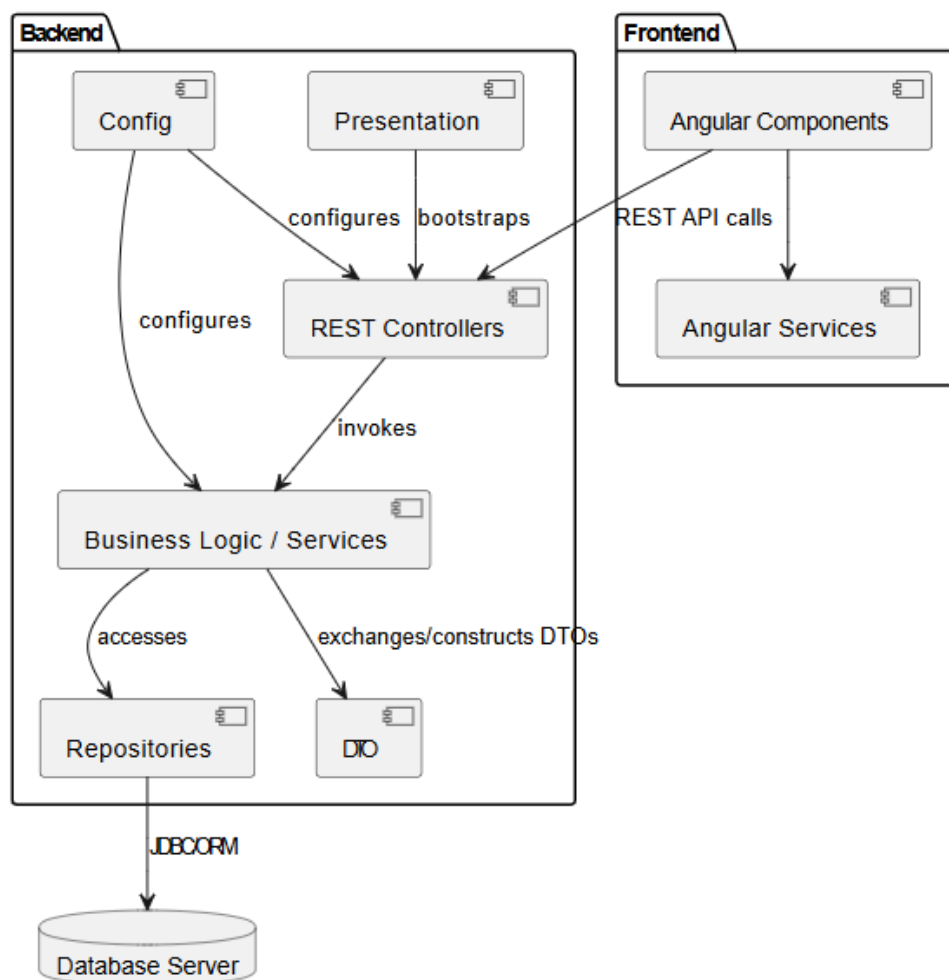 Backend
Frontend
Config
Presentation
Angular Components
configures
bootstraps
REST API calls
configures
REST Controllers
Angular Services
invokes
Business Logic / Services
accesses
exchanges/constructs DTOs
Repositories
DTO
JDBC/ORM
Database Server